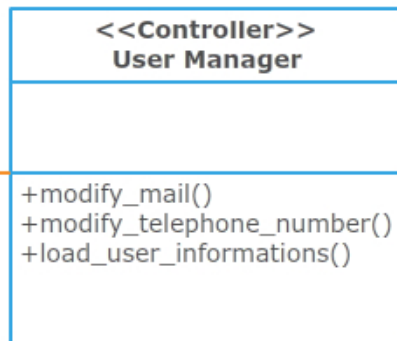 <<Controller>>
User Manager
+modify_mail()
+modify_telephone_number()
+load_user_informations()